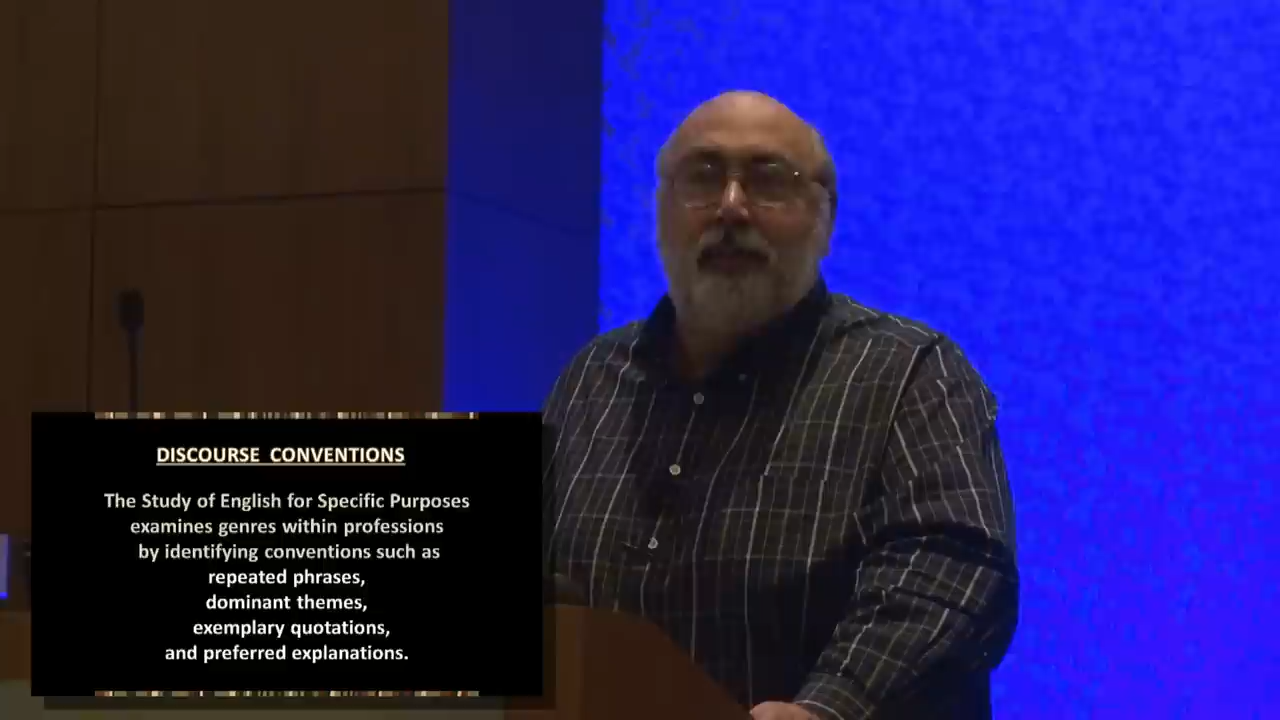 DISCOURSE CONVENTIONS
The Study of English for Specific Purposes
examines genres within professions
by identifying conventions such as
repeated phrases,
dominant themes,
exemplary quotations,
and preferred explanations.